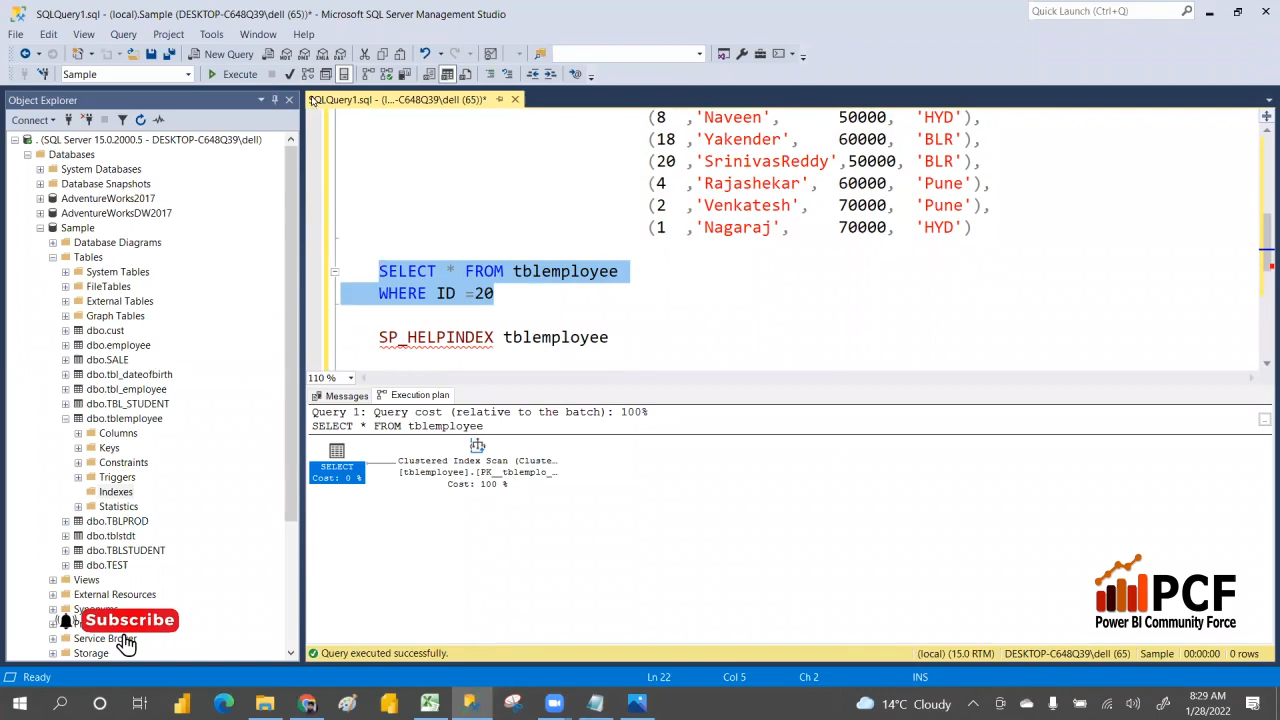 SQLQuery1.sql - (local).Sample (DESKTOP-C648Q39\dell (65))* - Microsoft SQL Server Management Studio
Quick Launch (Ctrl+Q)
File Edit View Query Project Tools Window Help
New Query
MDX DMX XMLA DAX
Sample
Execute
Object Explorer
Connect
. (SQL Server 15.0.2000.5 - DESKTOP-C648Q39\dell)
Databases
System Databases
Database Snapshots
AdventureWorks2017
AdventureWorksDW2017
Sample
Database Diagrams
Tables
System Tables
FileTables
External Tables
Graph Tables
dbo.cust
dbo.employee
dbo.SALE
dbo.tbl_dateofbirth
dbo.tbl_employee
dbo.TBL_STUDENT
dbo.tblemployee
Columns
Keys
Constraints
Triggers
Indexes
Statistics
dbo.TBLPROD
dbo.tblstdt
dbo.TBLSTUDENT
dbo.TEST
Views
External Resources
Synonyms
Subscribe
Service Broker
Storage
SQLQuery1.sql - (l...-C648Q39\dell (65))*
(8 ,'Naveen', 50000, 'HYD'),
(18 ,'Yakender', 60000, 'BLR'),
(20 ,'SrinivasReddy',50000, 'BLR'),
(4 ,'Rajashekar', 60000, 'Pune'),
(2 ,'Venkatesh', 70000, 'Pune'),
(1 ,'Nagaraj', 70000, 'HYD')
SELECT * FROM tblemployee
WHERE ID =20
SP_HELPINDEX tblemployee
110 %
Messages Execution plan
Query 1: Query cost (relative to the batch): 100%
SELECT * FROM tblemployee
SELECT
Cost: 0 %
Clustered Index Scan (Cluste…
[tblemployee].[PK__tblemplo_…
Cost: 100 %
PCF
Power BI Community Force
Query executed successfully.
(local) (15.0 RTM) DESKTOP-C648Q39\dell (65) Sample 00:00:00 0 rows
Ready
Ln 22 Col 5 Ch 2 INS
14°C Cloudy
8:29 AM
1/28/2022